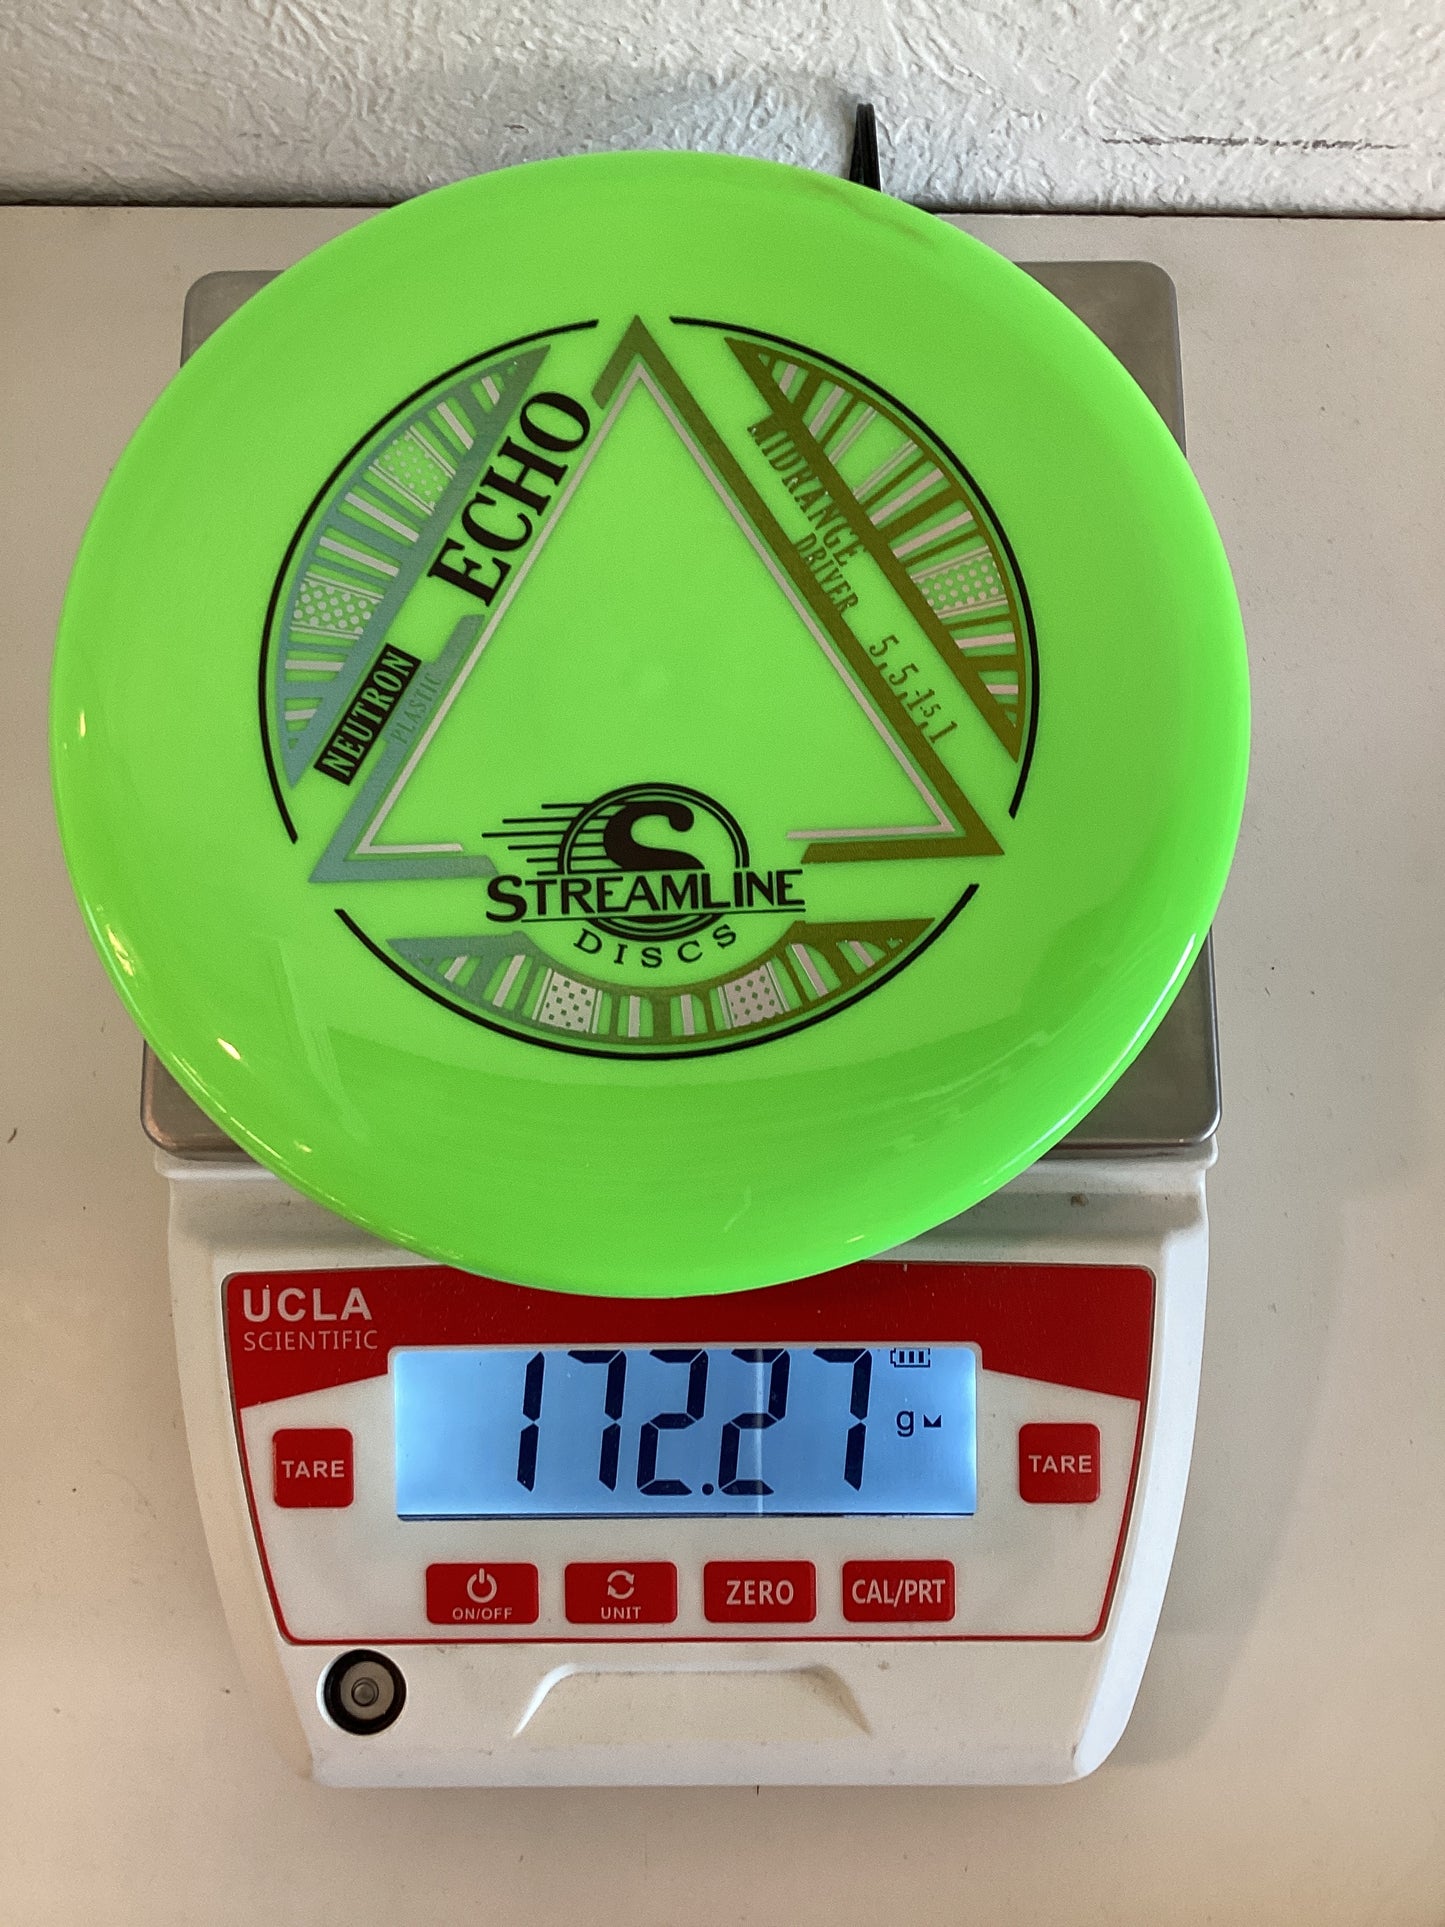 ECHO
NEUTRON
PLASTIC
MIDRANGE
DRIVER
5, 5, -1.5, 1
S
STREAMLINE
DISCS
UCLA
SCIENTIFIC
172.27
g
TARE
TARE
ON/OFF
UNIT
ZERO
CAL/PRT